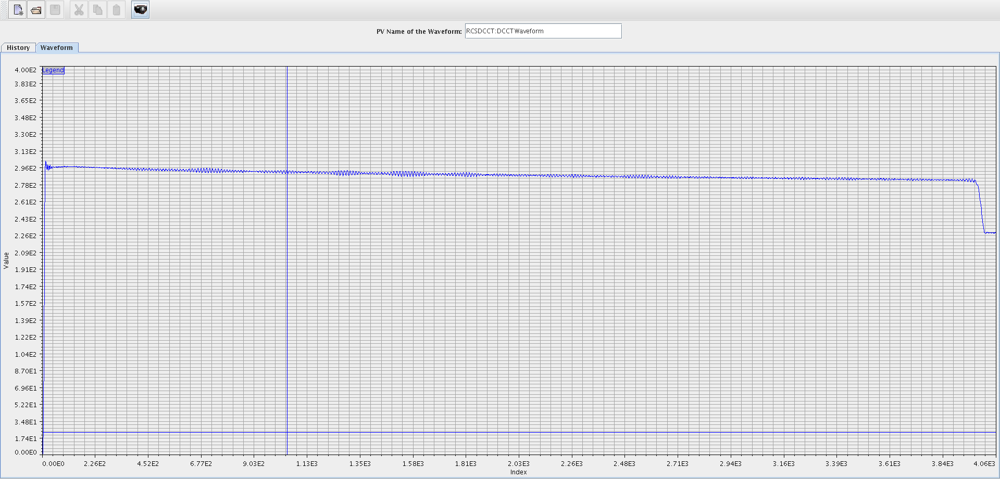 PV Name of the Waveform: RCSDCCT:DCCTWaveform
History Waveform
Legend
4.00E2
3.83E2
3.65E2
3.48E2
3.30E2
3.13E2
2.96E2
2.78E2
2.61E2
2.43E2
2.26E2
2.09E2
1.91E2
1.74E2
1.57E2
1.39E2
1.22E2
1.04E2
8.70E1
6.96E1
5.22E1
3.48E1
1.74E1
0.00E0
Value
0.00E0 2.26E2 4.52E2 6.77E2 9.03E2 1.13E3 1.35E3 1.58E3 1.81E3 2.03E3 2.26E3 2.48E3 2.71E3 2.94E3 3.16E3 3.39E3 3.61E3 3.84E3 4.06E3
Index